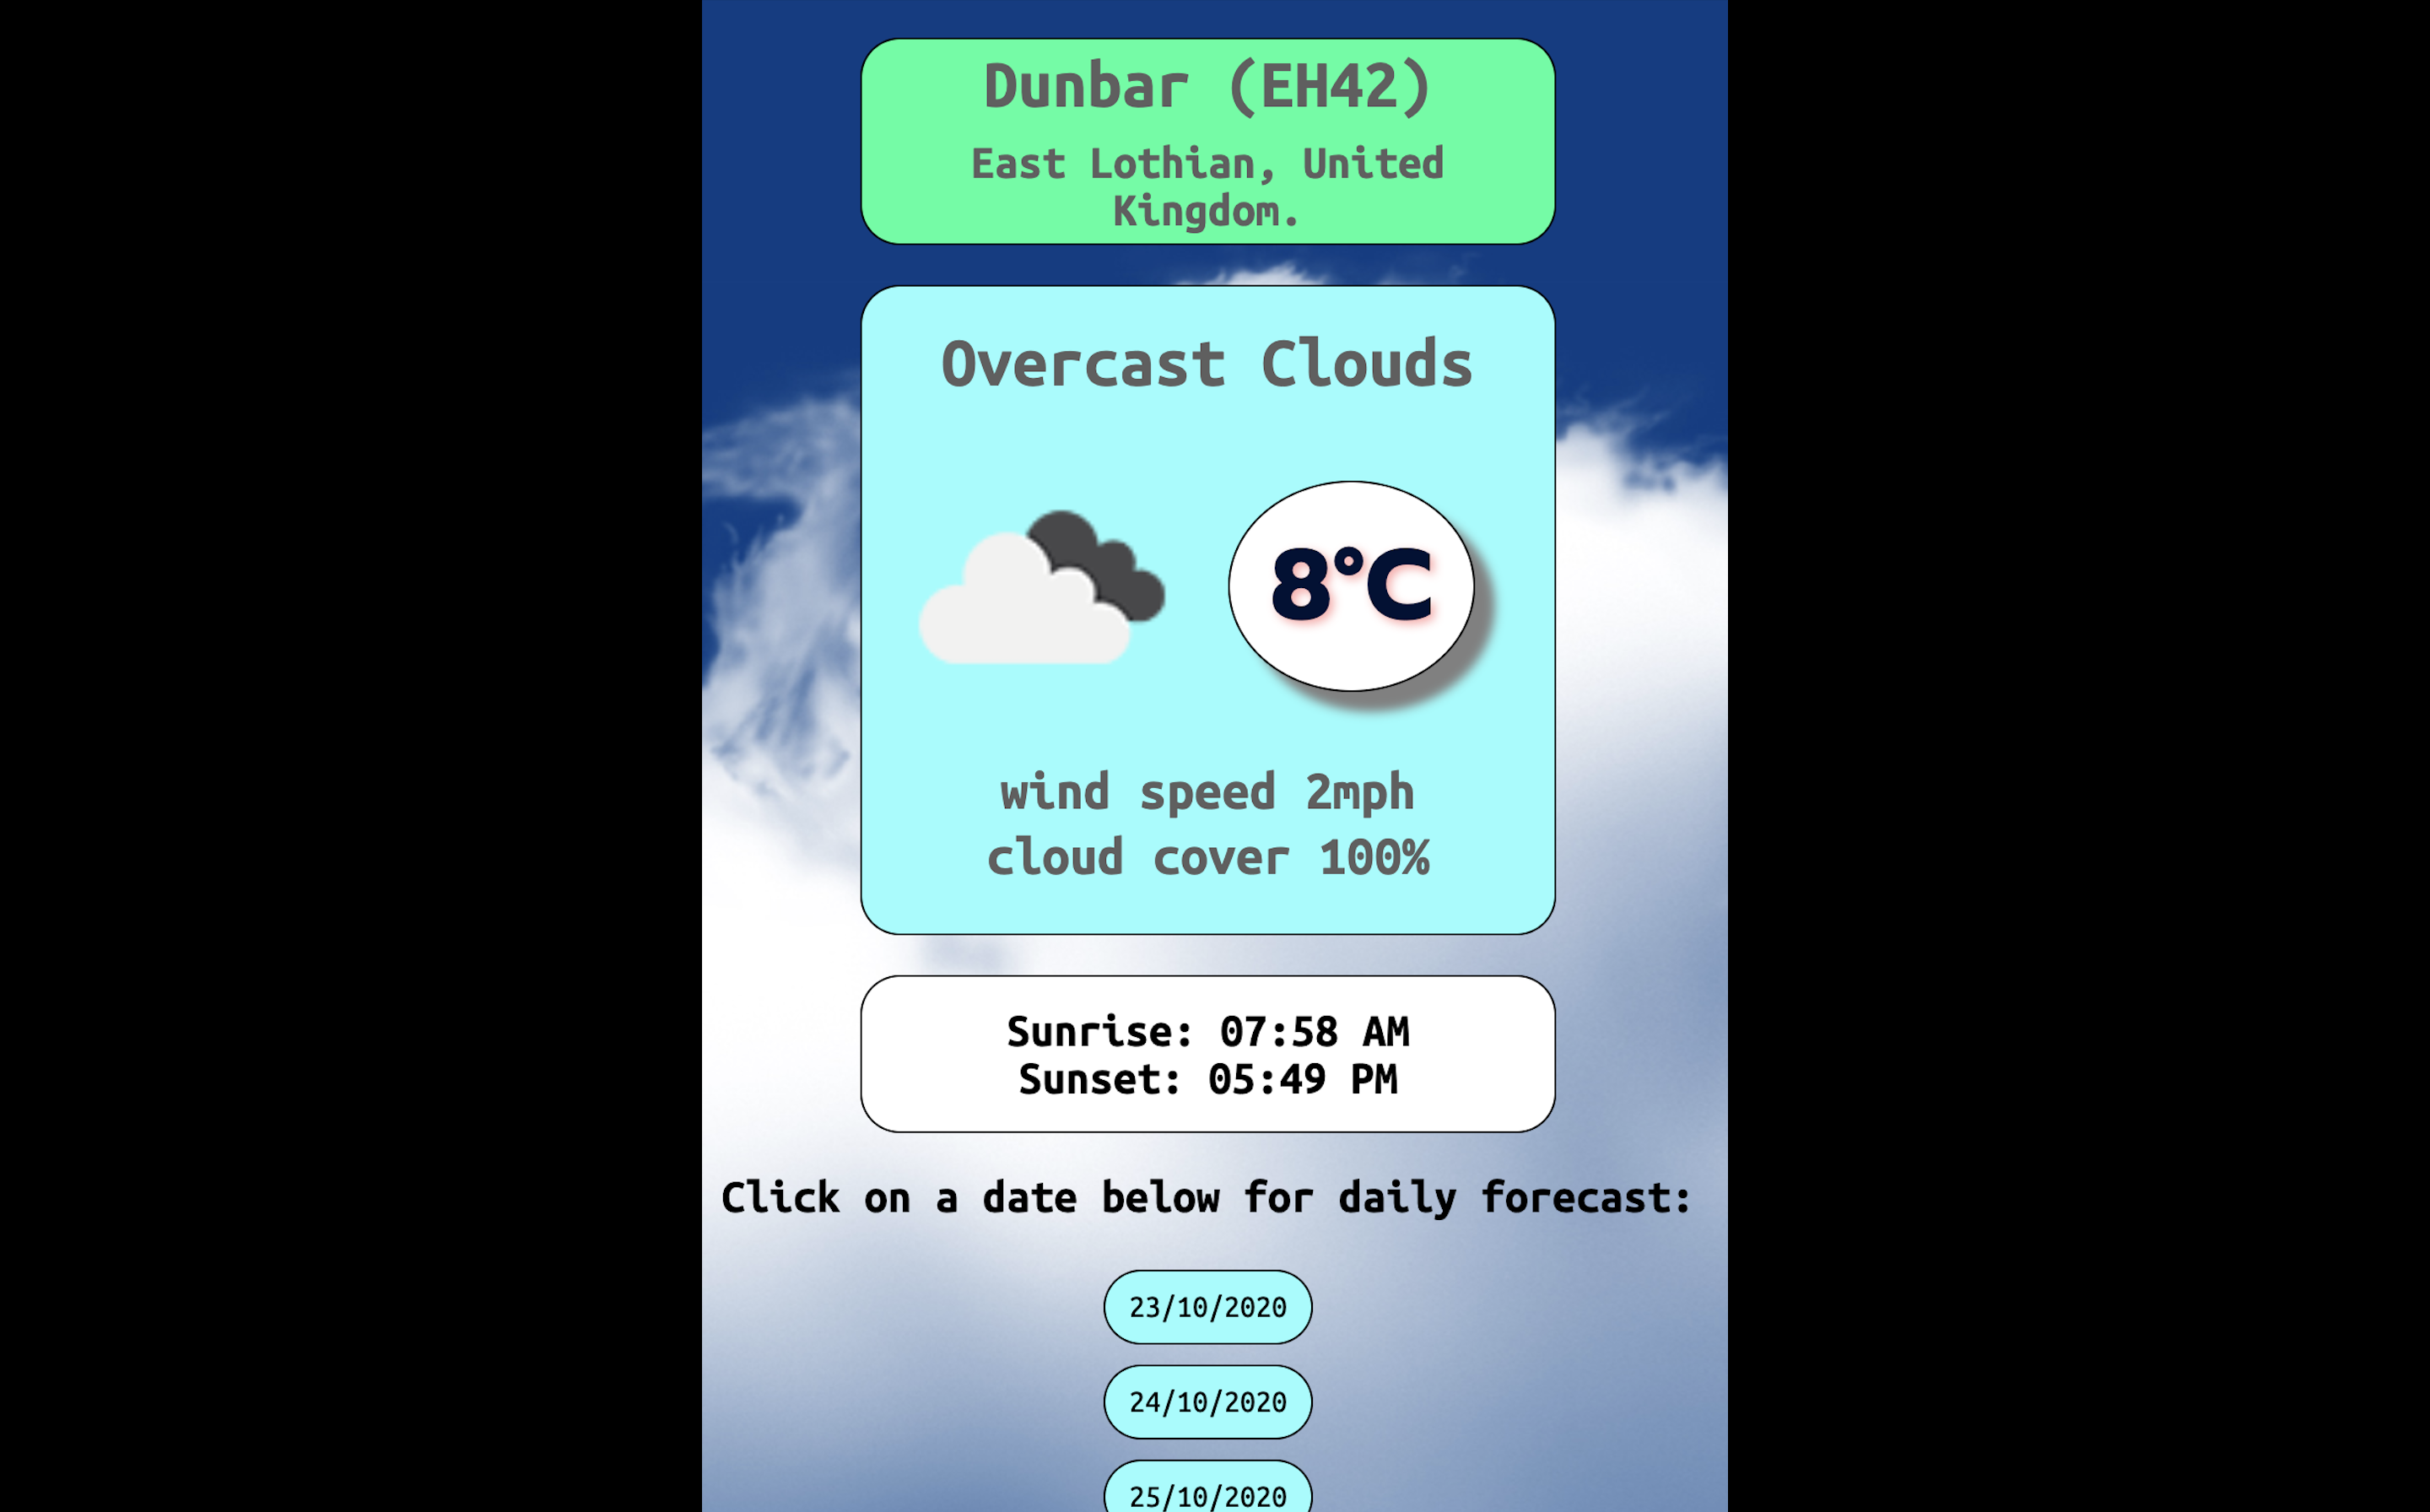 Dunbar (EH42)
East Lothian, United
Kingdom.
Overcast Clouds
8°C
wind speed 2mph
cloud cover 100%
Sunrise: 07:58 AM
Sunset: 05:49 PM
Click on a date below for daily forecast:
23/10/2020
24/10/2020
25/10/2020